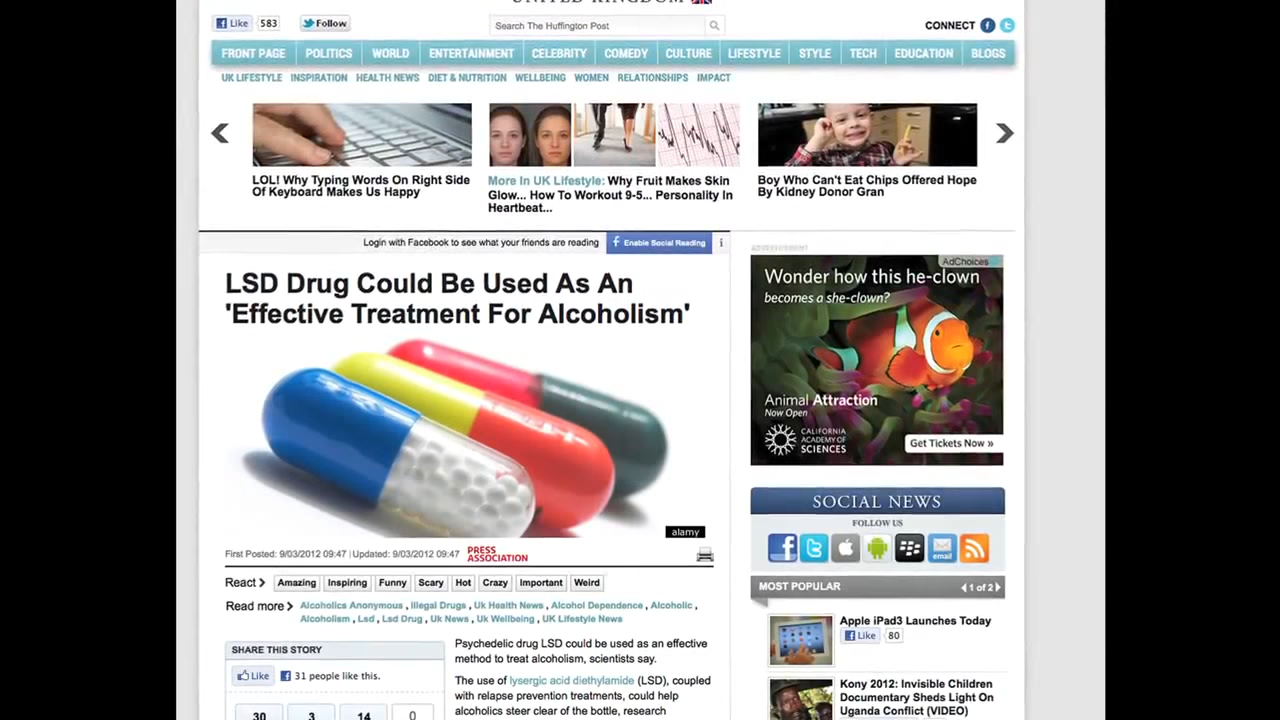 UNITED KINGDOM
Like 583 Follow
Search The Huffington Post
CONNECT
FRONT PAGE POLITICS WORLD ENTERTAINMENT CELEBRITY COMEDY CULTURE LIFESTYLE STYLE TECH EDUCATION BLOGS
UK LIFESTYLE INSPIRATION HEALTH NEWS DIET & NUTRITION WELLBEING WOMEN RELATIONSHIPS IMPACT
LOL! Why Typing Words On Right Side
Of Keyboard Makes Us Happy
More In UK Lifestyle: Why Fruit Makes Skin
Glow... How To Workout 9-5... Personality In
Heartbeat...
Boy Who Can't Eat Chips Offered Hope
By Kidney Donor Gran
Login with Facebook to see what your friends are reading
Enable Social Reading
i
LSD Drug Could Be Used As An
'Effective Treatment For Alcoholism'
alamy
First Posted: 9/03/2012 09:47 | Updated: 9/03/2012 09:47
PRESS
ASSOCIATION
React
Amazing Inspiring Funny Scary Hot Crazy Important Weird
Read more
Alcoholics Anonymous , Illegal Drugs , Uk Health News , Alcohol Dependence , Alcoholic ,
Alcoholism , Lsd , Lsd Drug , Uk News , Uk Wellbeing , UK Lifestyle News
SHARE THIS STORY
Like 31 people like this.
30 3 14 0
Psychedelic drug LSD could be used as an effective
method to treat alcoholism, scientists say.
The use of lysergic acid diethylamide (LSD), coupled
with relapse prevention treatments, could help
alcoholics steer clear of the bottle, research
ADVERTISEMENT
AdChoices
Wonder how this he-clown
becomes a she-clown?
Animal Attraction
Now Open
CALIFORNIA
ACADEMY OF
SCIENCES
Get Tickets Now »
SOCIAL NEWS
FOLLOW US
email
MOST POPULAR
1 of 2
Apple iPad3 Launches Today
Like 80
Kony 2012: Invisible Children
Documentary Sheds Light On
Uganda Conflict (VIDEO)